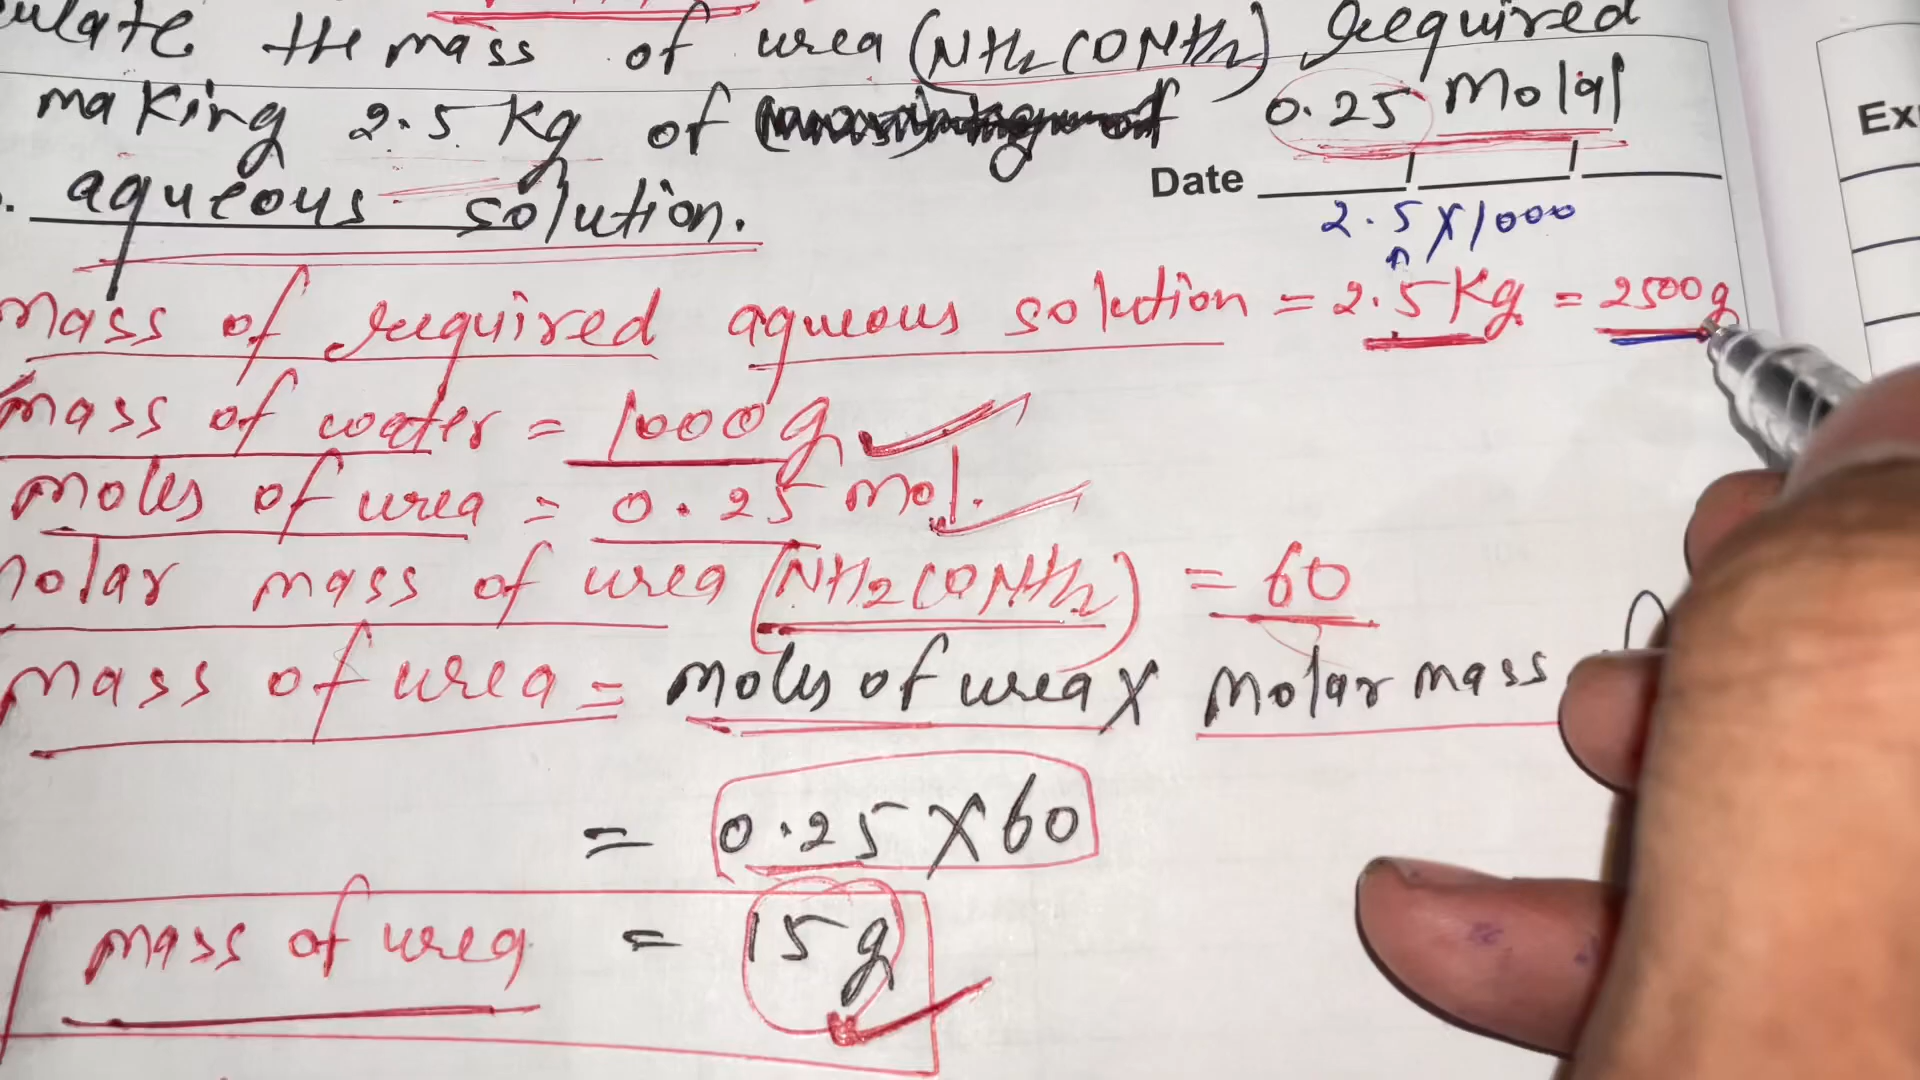 ulate the mass of urea (NH2CONH2) required
making 2.5 Kg of 0.25 Molal
aqueous solution.
Date
2.5 X 1000
mass of required aqueous solution = 2.5 Kg = 2500 g
mass of water = 1000 g
moles of urea = 0.25 mol.
molar mass of urea (NH2CONH2) = 60
mass of urea = moles of urea X Molar mass
= 0.25 X 60
mass of urea = 15 g
Ex